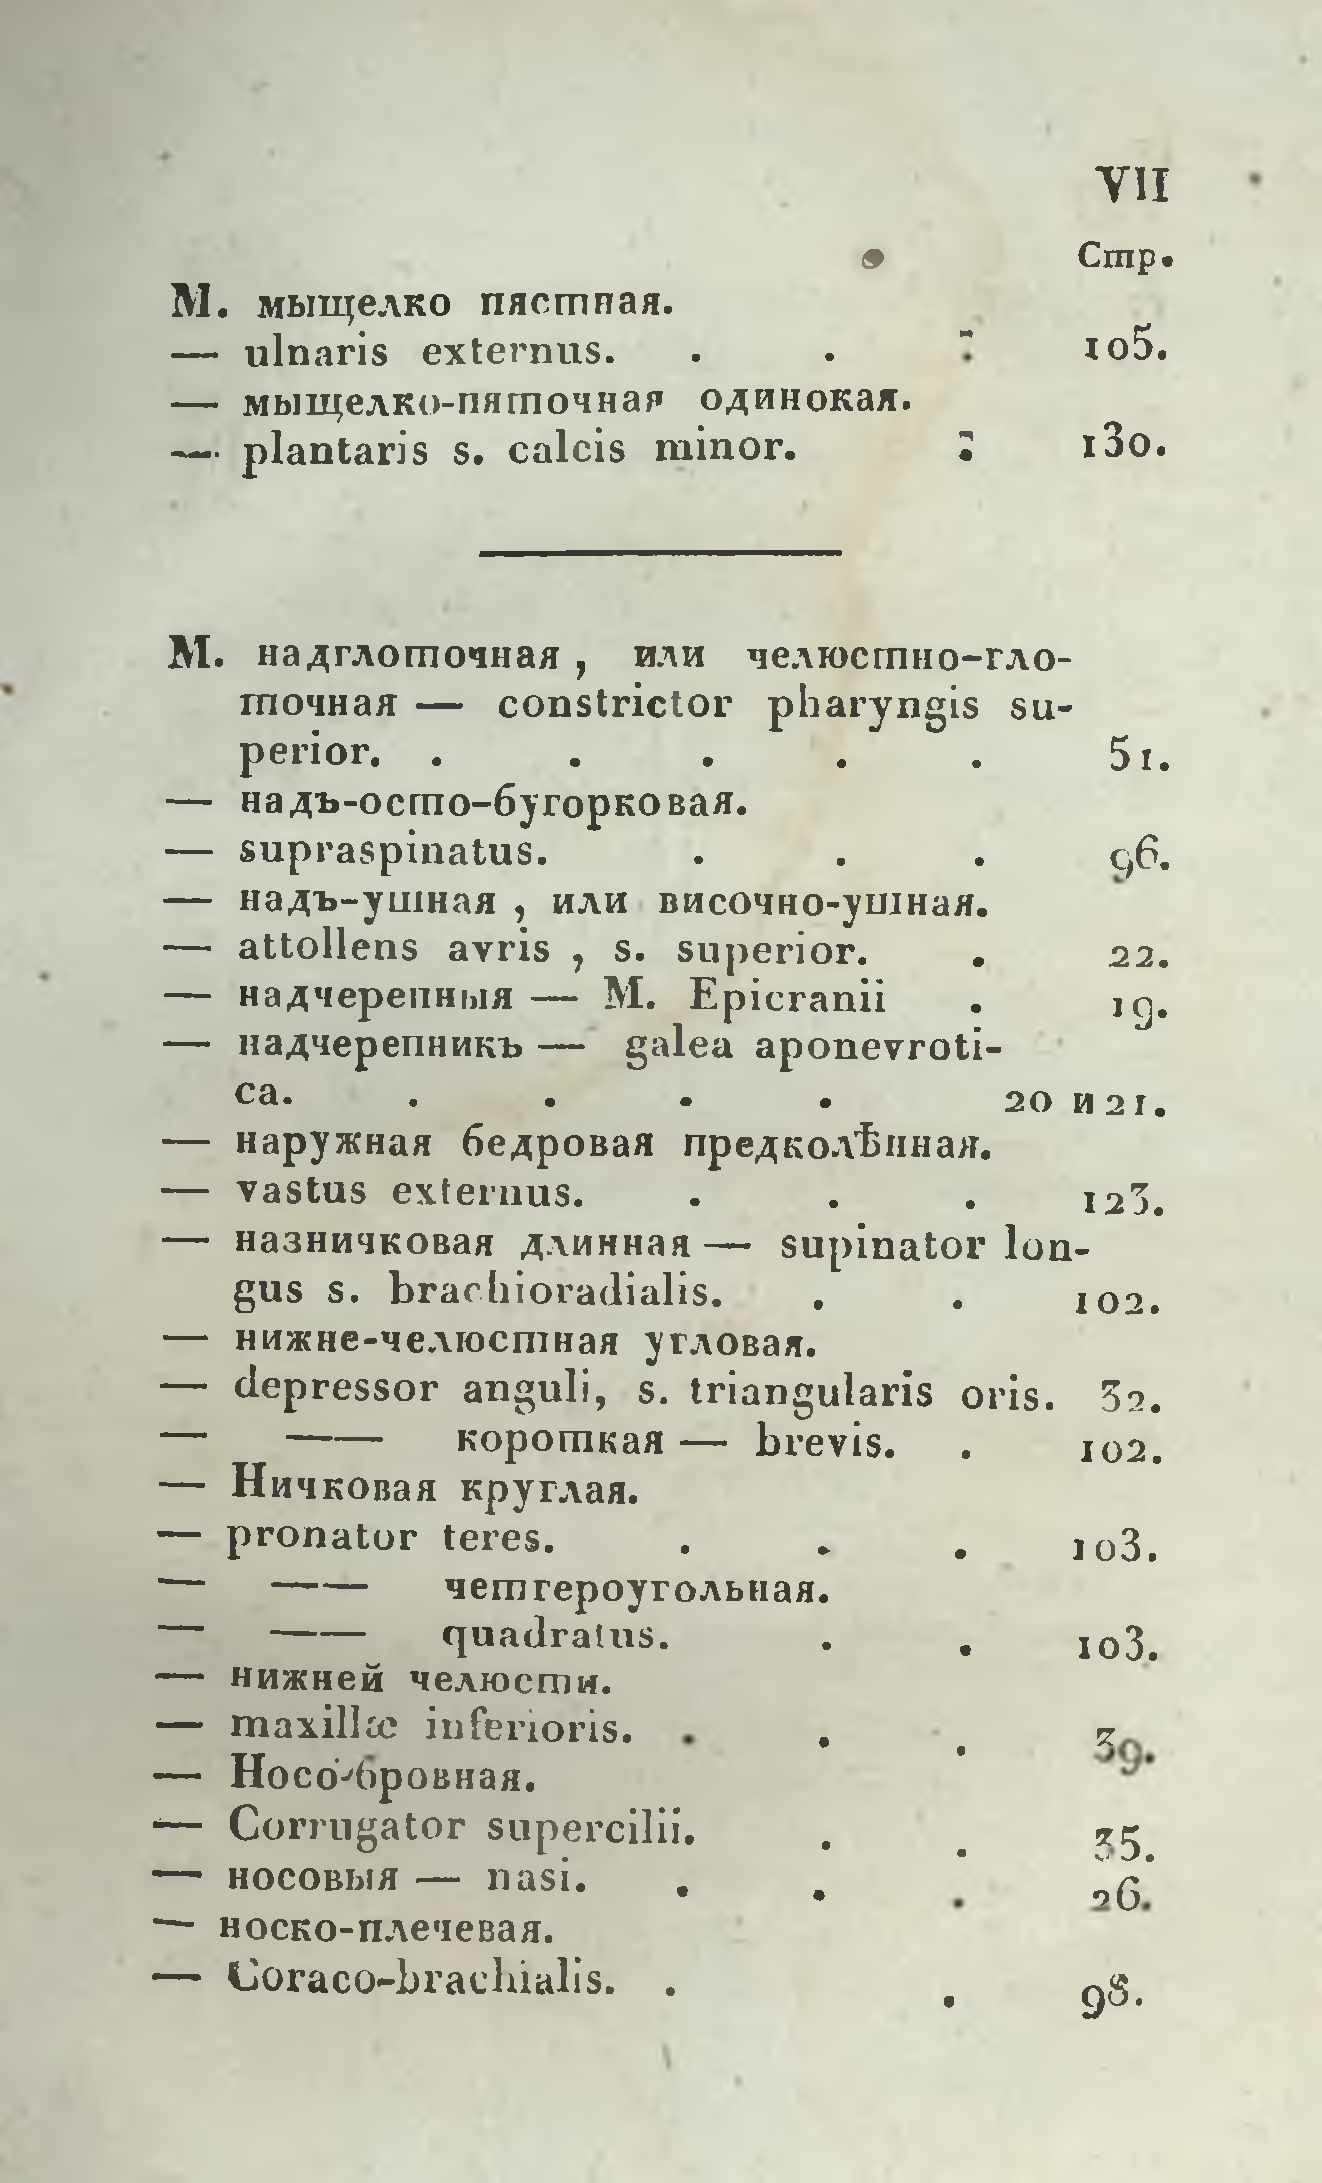 VII
Стр.
М. мыщелко пястная.
— ulnaris externus. . . : 105.
— мыщелко-пяточная одинокая.
— plantaris s. calcis minor. : 130.
М. надглоточная, или челюстно-гло-
точная — constrictor pharyngis su-
perior. . . . . . 51.
— надъ-осто-бугорковая.
— supraspinatus. . . . 96.
— надъ-ушная, или височно-ушная.
— attollens avris, s. superior. . 22.
— надчерепныя — M. Epicranii . 19.
— надчерепникъ — galea aponevroti-
ca. . . . . 20 и 21.
— наружная бедровая предколѣнная.
— vastus externus. . . . 123.
— назничковая длинная — supinator lon-
gus s. brachioradialis. . . 102.
— нижне-челюстная угловая.
— depressor anguli, s. triangularis oris. 32.
— —— короткая — brevis. . 102.
— Ничковая круглая.
— pronator teres. . . . 103.
— —— четгероугольная.
— —— quadratus. . . 103.
— нижней челюсти.
— maxillæ inferioris. . . . 39.
— Носо-бровная.
— Corrugator supercilii. . . 35.
— носовыя — nasi. . . . 26.
— носко-плечевая.
— Coraco-brachialis. . . 98.